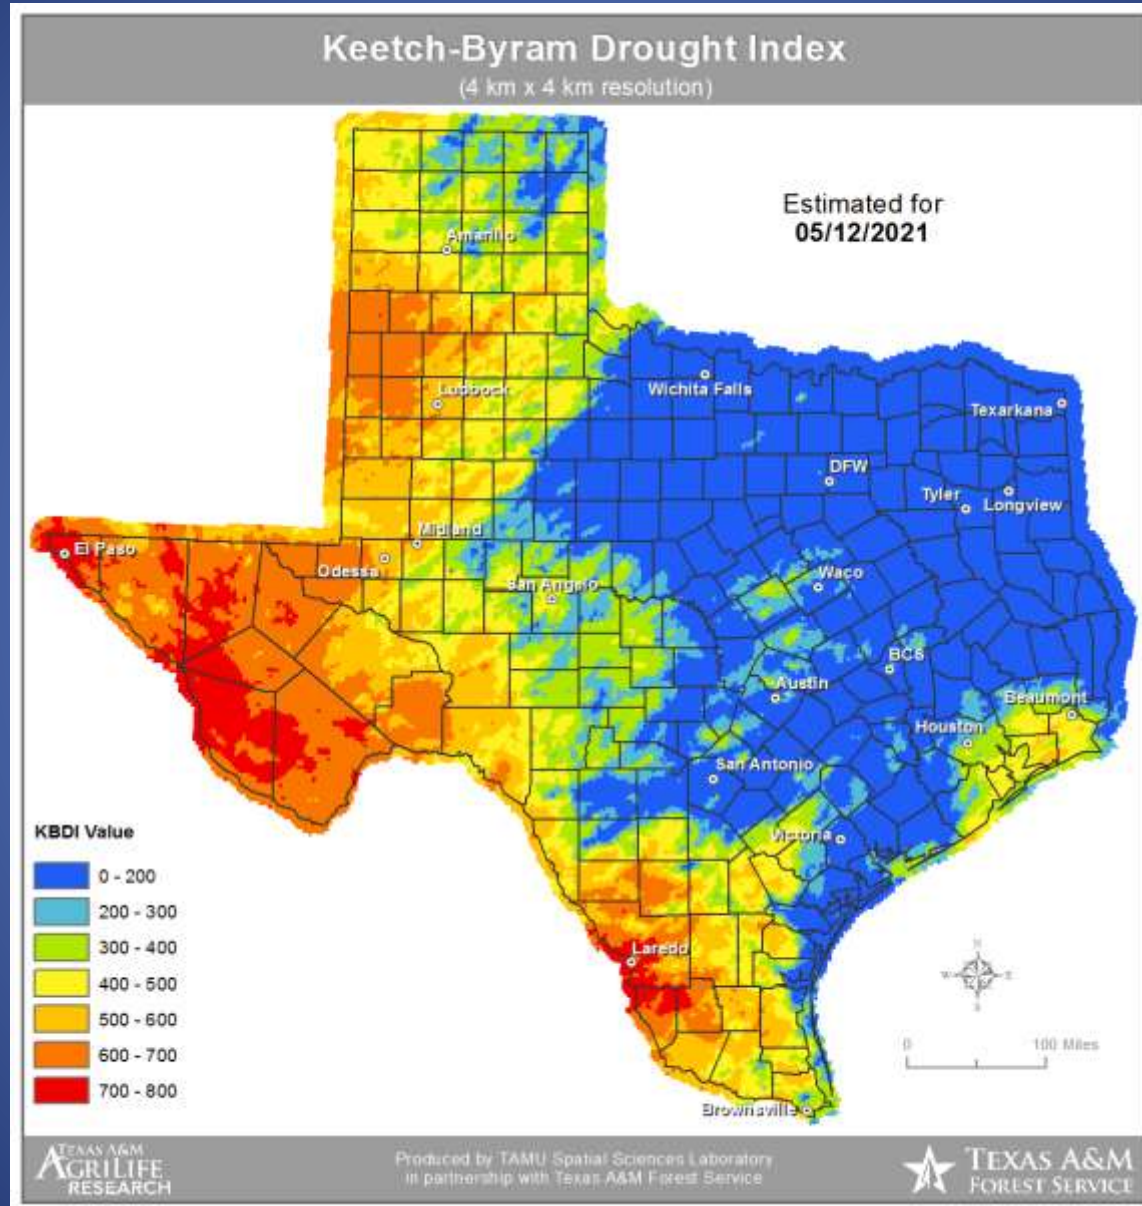 Keetch-Byram Drought Index
(4 km x 4 km resolution)
Estimated for
05/12/2021
Amarillo
Lubbock
Wichita Falls
Texarkana
DFW
Tyler
Longview
El Paso
Midland
Odessa
San Angelo
Waco
BCS
Austin
Beaumont
Houston
San Antonio
Victoria
Laredo
Brownsville
KBDI Value
0 - 200
200 - 300
300 - 400
400 - 500
500 - 600
600 - 700
700 - 800
N
W E
S
0 100 Miles
TEXAS A&M
AGRILIFE
RESEARCH
Produced by TAMU Spatial Sciences Laboratory
in partnership with Texas A&M Forest Service
TEXAS A&M
FOREST SERVICE